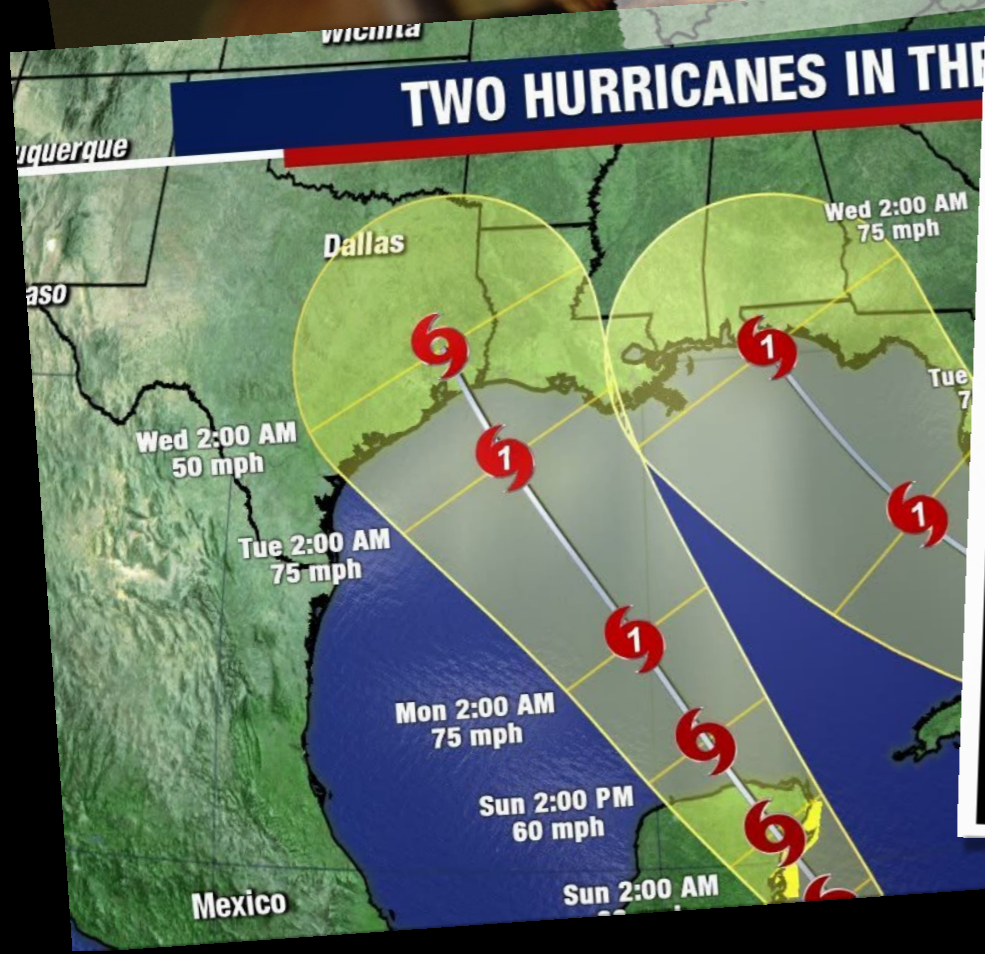 Wichita
TWO HURRICANES IN THE
uquerque
Wed 2:00 AM
75 mph
Dallas
aso
1
Tue
7
Wed 2:00 AM
50 mph
1
1
Tue 2:00 AM
75 mph
1
Mon 2:00 AM
75 mph
Sun 2:00 PM
60 mph
Sun 2:00 AM
Mexico